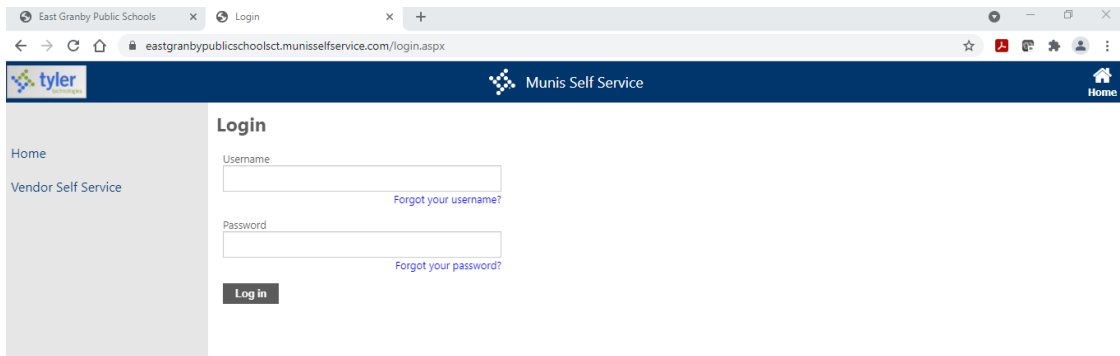 East Granby Public Schools
Login
eastgranbypublicschoolsct.munisselfservice.com/login.aspx
tyler
technologies
Munis Self Service
Home
Login
Home
Vendor Self Service
Username
Forgot your username?
Password
Forgot your password?
Log in